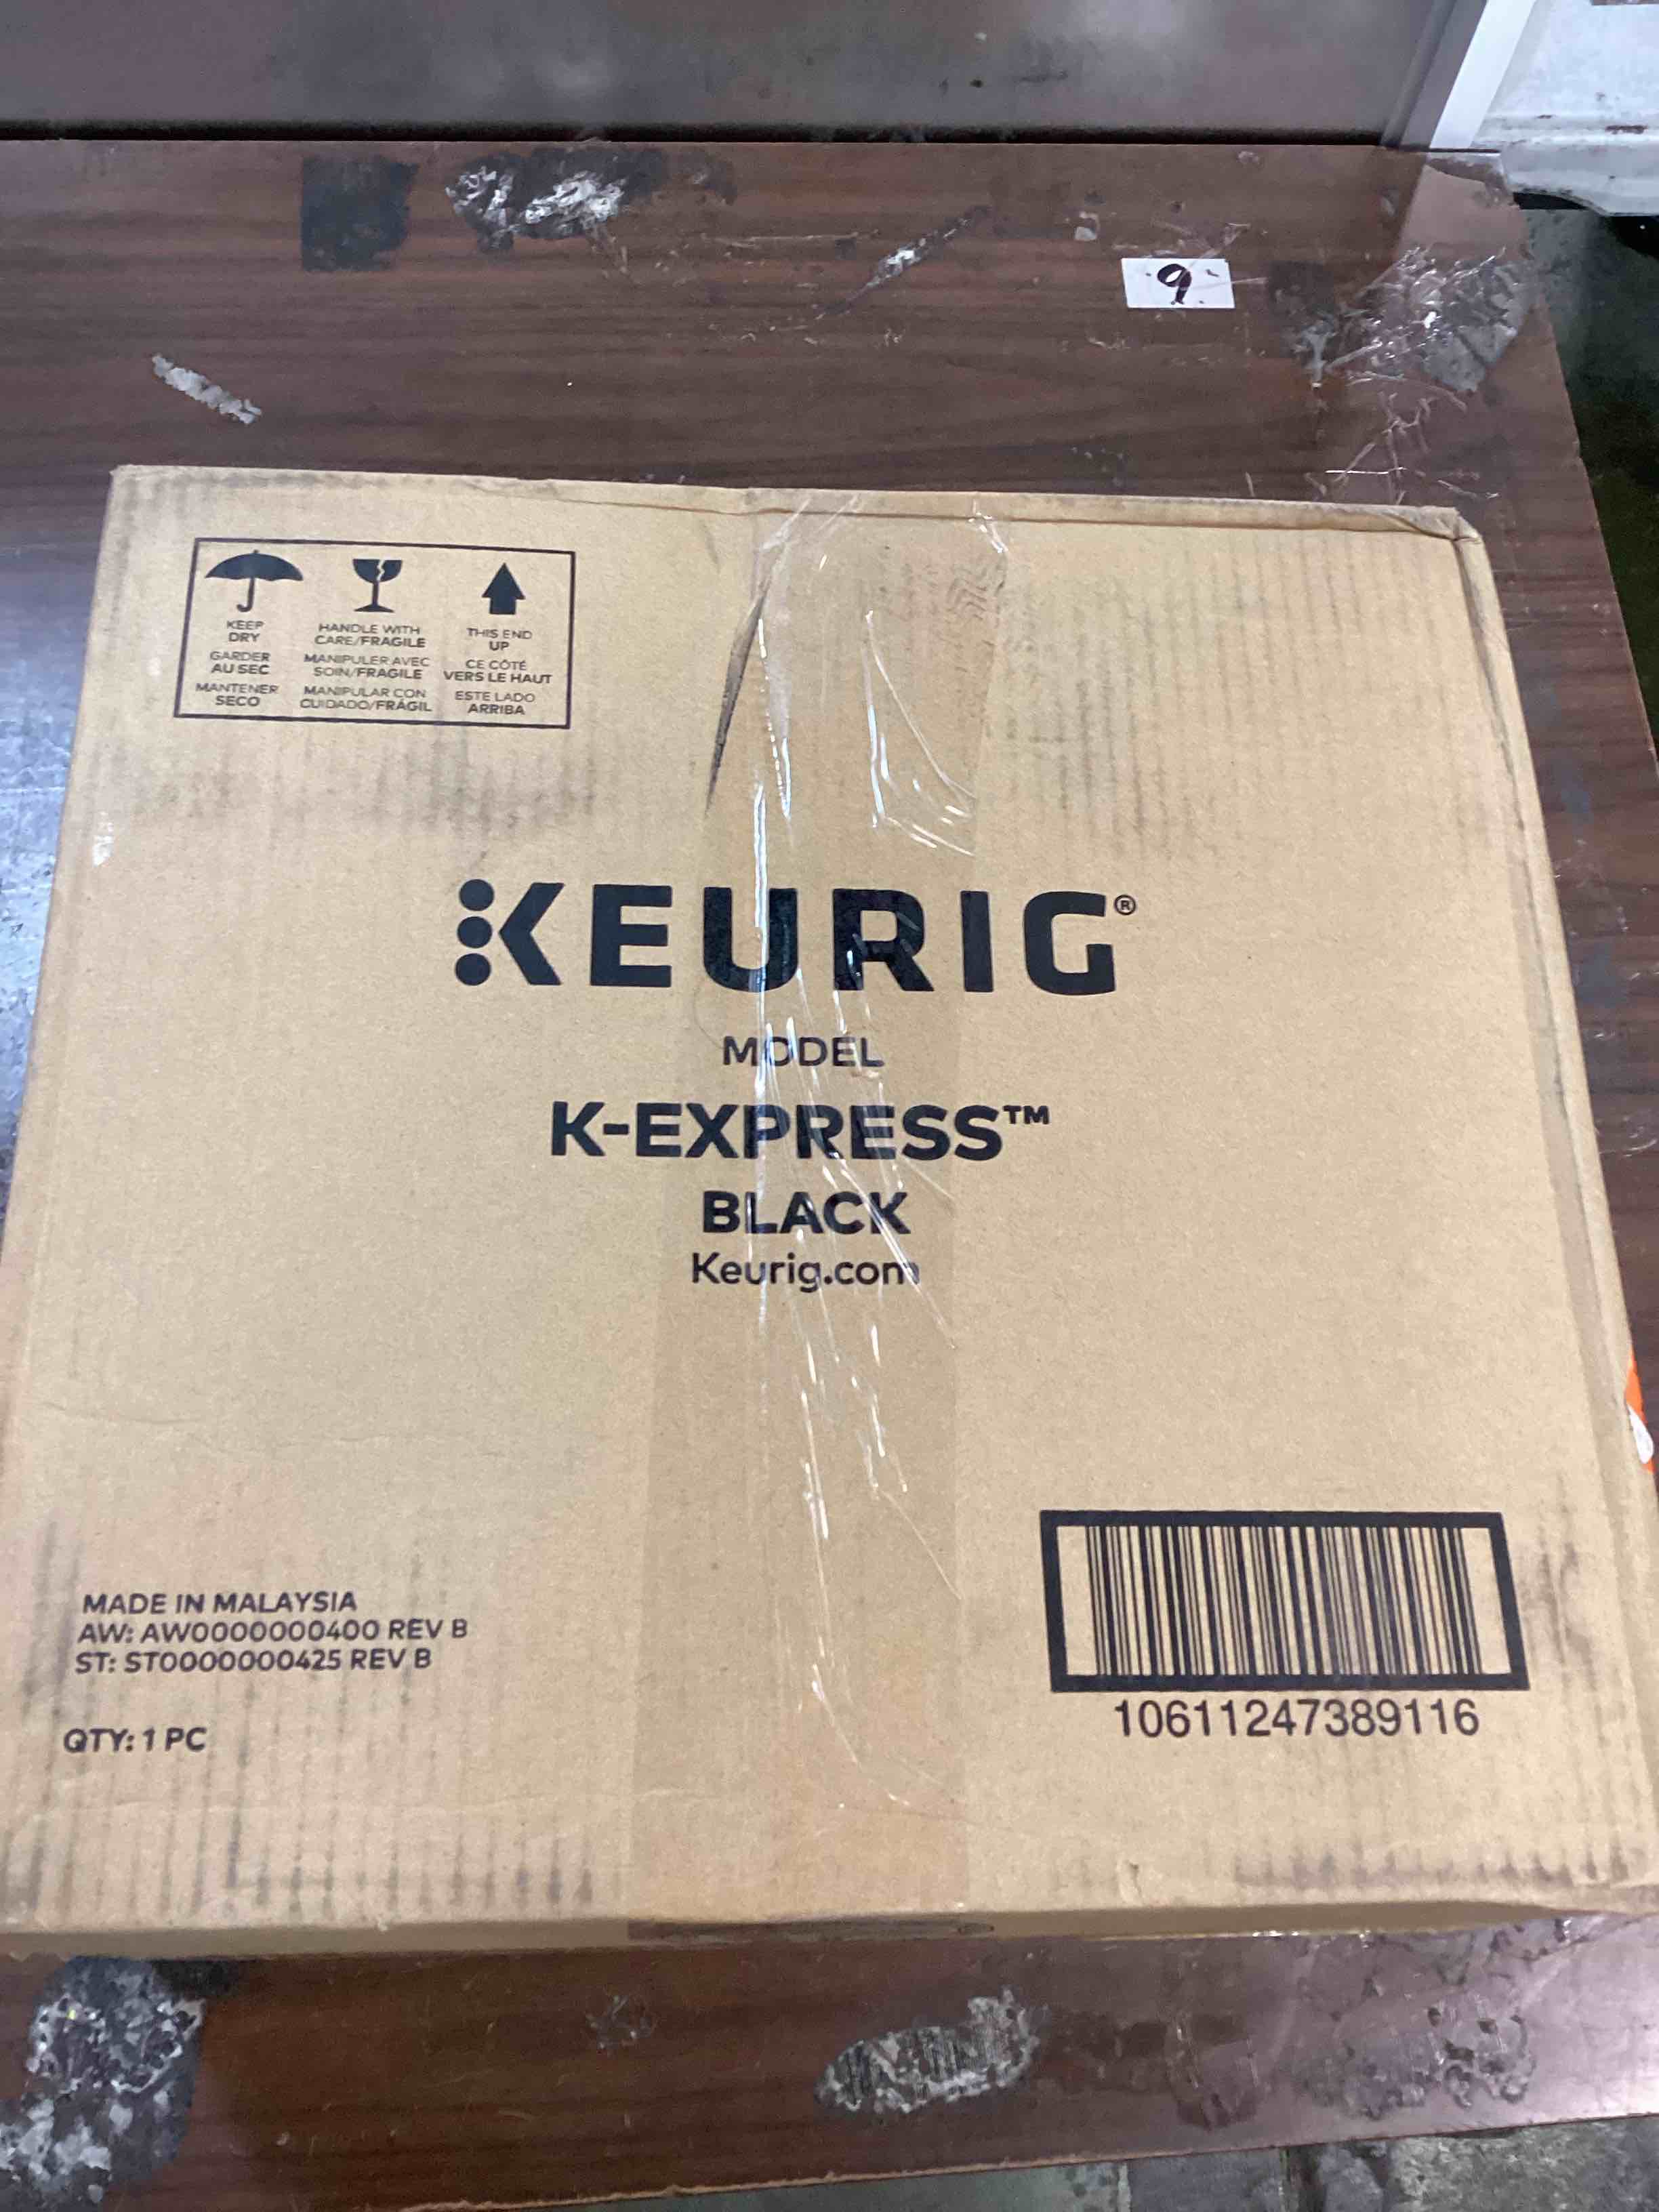 9
KEEP
DRY
GARDER
AU SEC
MANTENER
SECO
HANDLE WITH
CARE/FRAGILE
MANIPULER AVEC
SOIN/FRAGILE
MANIPULAR CON
CUIDADO/FRÁGIL
THIS END
UP
CE CÔTÉ
VERS LE HAUT
ESTE LADO
ARRIBA
KEURIG®
MODEL
K-EXPRESS™
BLACK
Keurig.com
MADE IN MALAYSIA
AW: AW0000000400 REV B
ST: ST0000000425 REV B
QTY: 1 PC
10611247389116